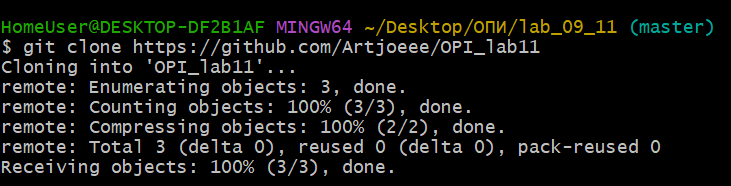 HomeUser@DESKTOP-DF2B1AF MINGW64 ~/Desktop/ОПИ/lab_09_11 (master)
$ git clone https://github.com/Artjoeee/OPI_lab11
Cloning into 'OPI_lab11'...
remote: Enumerating objects: 3, done.
remote: Counting objects: 100% (3/3), done.
remote: Compressing objects: 100% (2/2), done.
remote: Total 3 (delta 0), reused 0 (delta 0), pack-reused 0
Receiving objects: 100% (3/3), done.